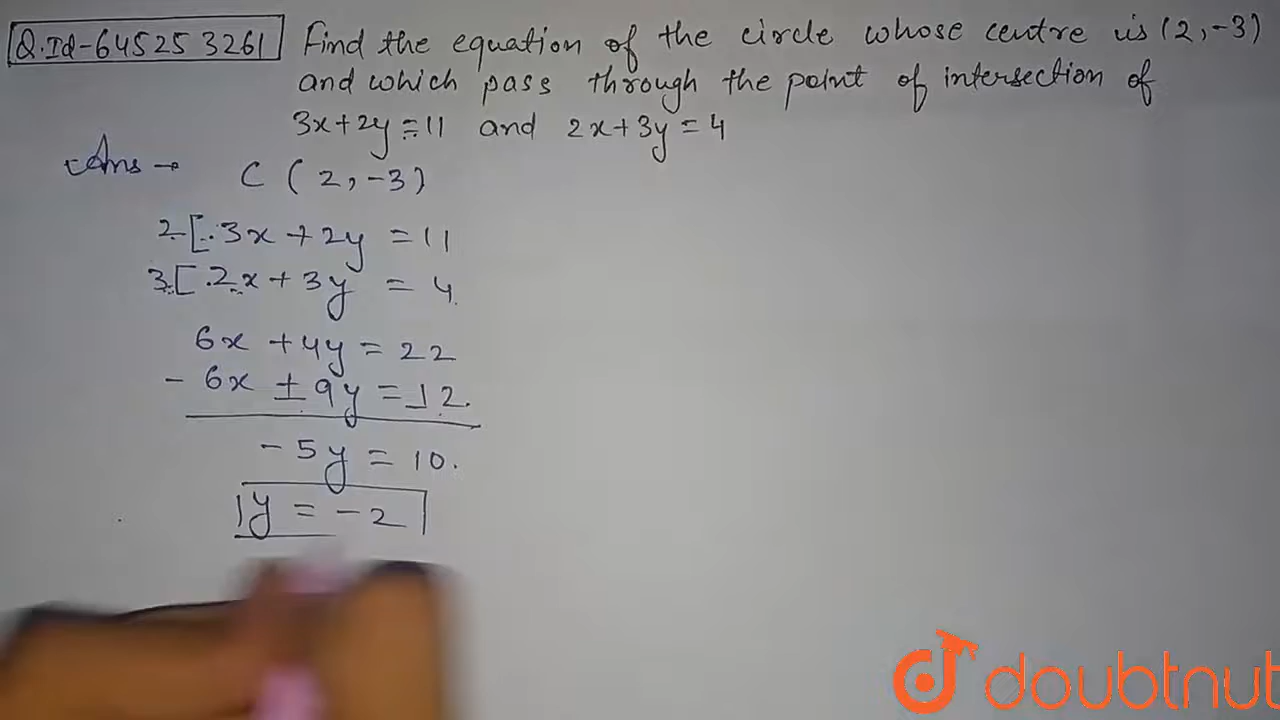 Q.Id-645253261 Find the equation of the circle whose centre is (2,-3)
and which pass through the point of intersection of
3x+2y=11 and 2x+3y=4
Ans → C (2,-3)
2[3x+2y=11
3[2x+3y=4
6x+4y=22
-6x±9y=12
-5y=10
y=-2
doubtnut